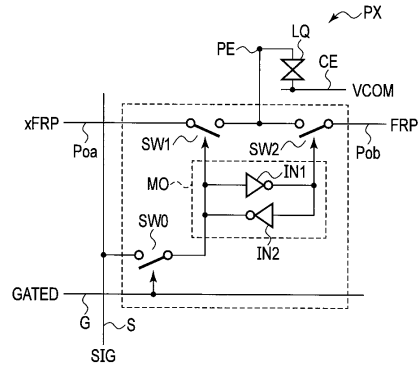 PX
LQ
PE
CE
VCOM
xFRP
FRP
Poa
SW1
SW2
Pob
IN1
MO
SW0
IN2
GATED
G
S
SIG